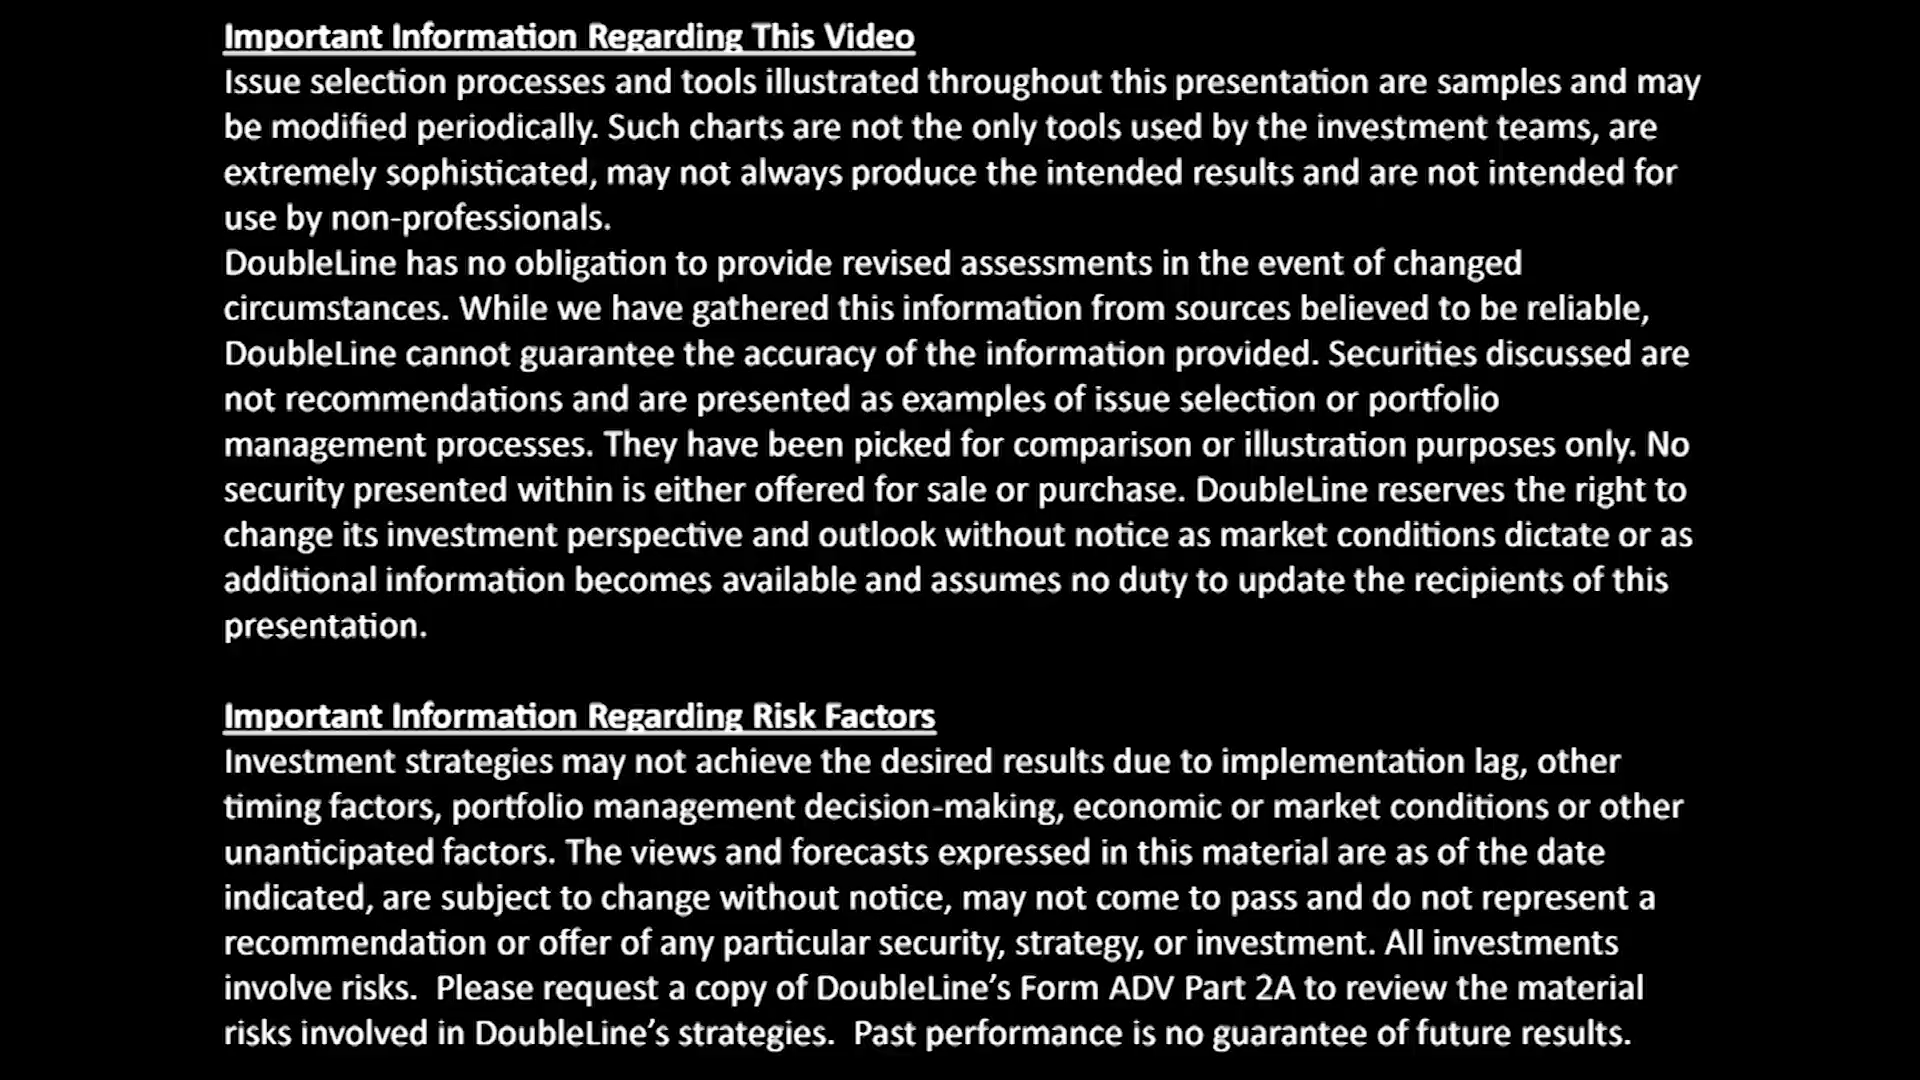 Important Information Regarding This Video
Issue selection processes and tools illustrated throughout this presentation are samples and may
be modified periodically. Such charts are not the only tools used by the investment teams, are
extremely sophisticated, may not always produce the intended results and are not intended for
use by non-professionals.
DoubleLine has no obligation to provide revised assessments in the event of changed
circumstances. While we have gathered this information from sources believed to be reliable,
DoubleLine cannot guarantee the accuracy of the information provided. Securities discussed are
not recommendations and are presented as examples of issue selection or portfolio
management processes. They have been picked for comparison or illustration purposes only. No
security presented within is either offered for sale or purchase. DoubleLine reserves the right to
change its investment perspective and outlook without notice as market conditions dictate or as
additional information becomes available and assumes no duty to update the recipients of this
presentation.
Important Information Regarding Risk Factors
Investment strategies may not achieve the desired results due to implementation lag, other
timing factors, portfolio management decision-making, economic or market conditions or other
unanticipated factors. The views and forecasts expressed in this material are as of the date
indicated, are subject to change without notice, may not come to pass and do not represent a
recommendation or offer of any particular security, strategy, or investment. All investments
involve risks.  Please request a copy of DoubleLine’s Form ADV Part 2A to review the material
risks involved in DoubleLine’s strategies.  Past performance is no guarantee of future results.